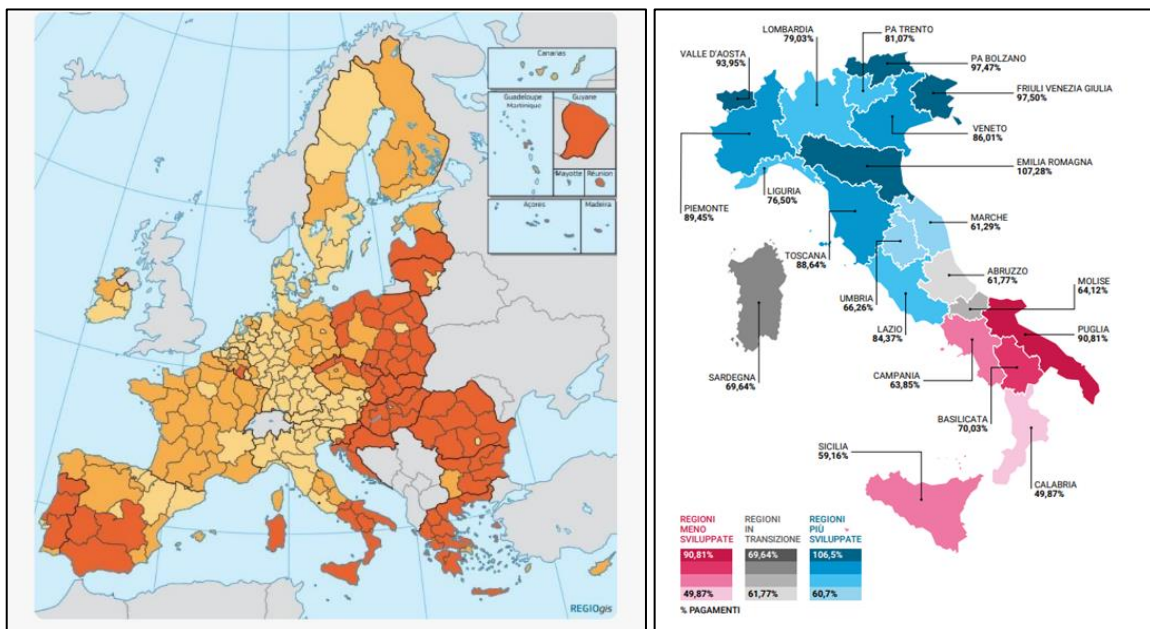 Canarias
Guadeloupe
Martinique
Guyane
Mayotte
Réunion
Açores
Madeira
REGIOgis
LOMBARDIA
79,03%
PA TRENTO
81,07%
VALLE D'AOSTA
93,95%
PA BOLZANO
97,47%
FRIULI VENEZIA GIULIA
97,50%
VENETO
86,01%
EMILIA ROMAGNA
107,28%
LIGURIA
76,50%
PIEMONTE
89,45%
MARCHE
61,29%
TOSCANA
88,64%
ABRUZZO
61,77%
MOLISE
64,12%
UMBRIA
66,26%
LAZIO
84,37%
PUGLIA
90,81%
SARDEGNA
69,64%
CAMPANIA
63,85%
BASILICATA
70,03%
SICILIA
59,16%
CALABRIA
49,87%
REGIONI
MENO
SVILUPPATE
90,81%
49,87%
REGIONI
IN
TRANSIZIONE
69,64%
61,77%
REGIONI
PIÙ
SVILUPPATE
106,5%
60,7%
% PAGAMENTI